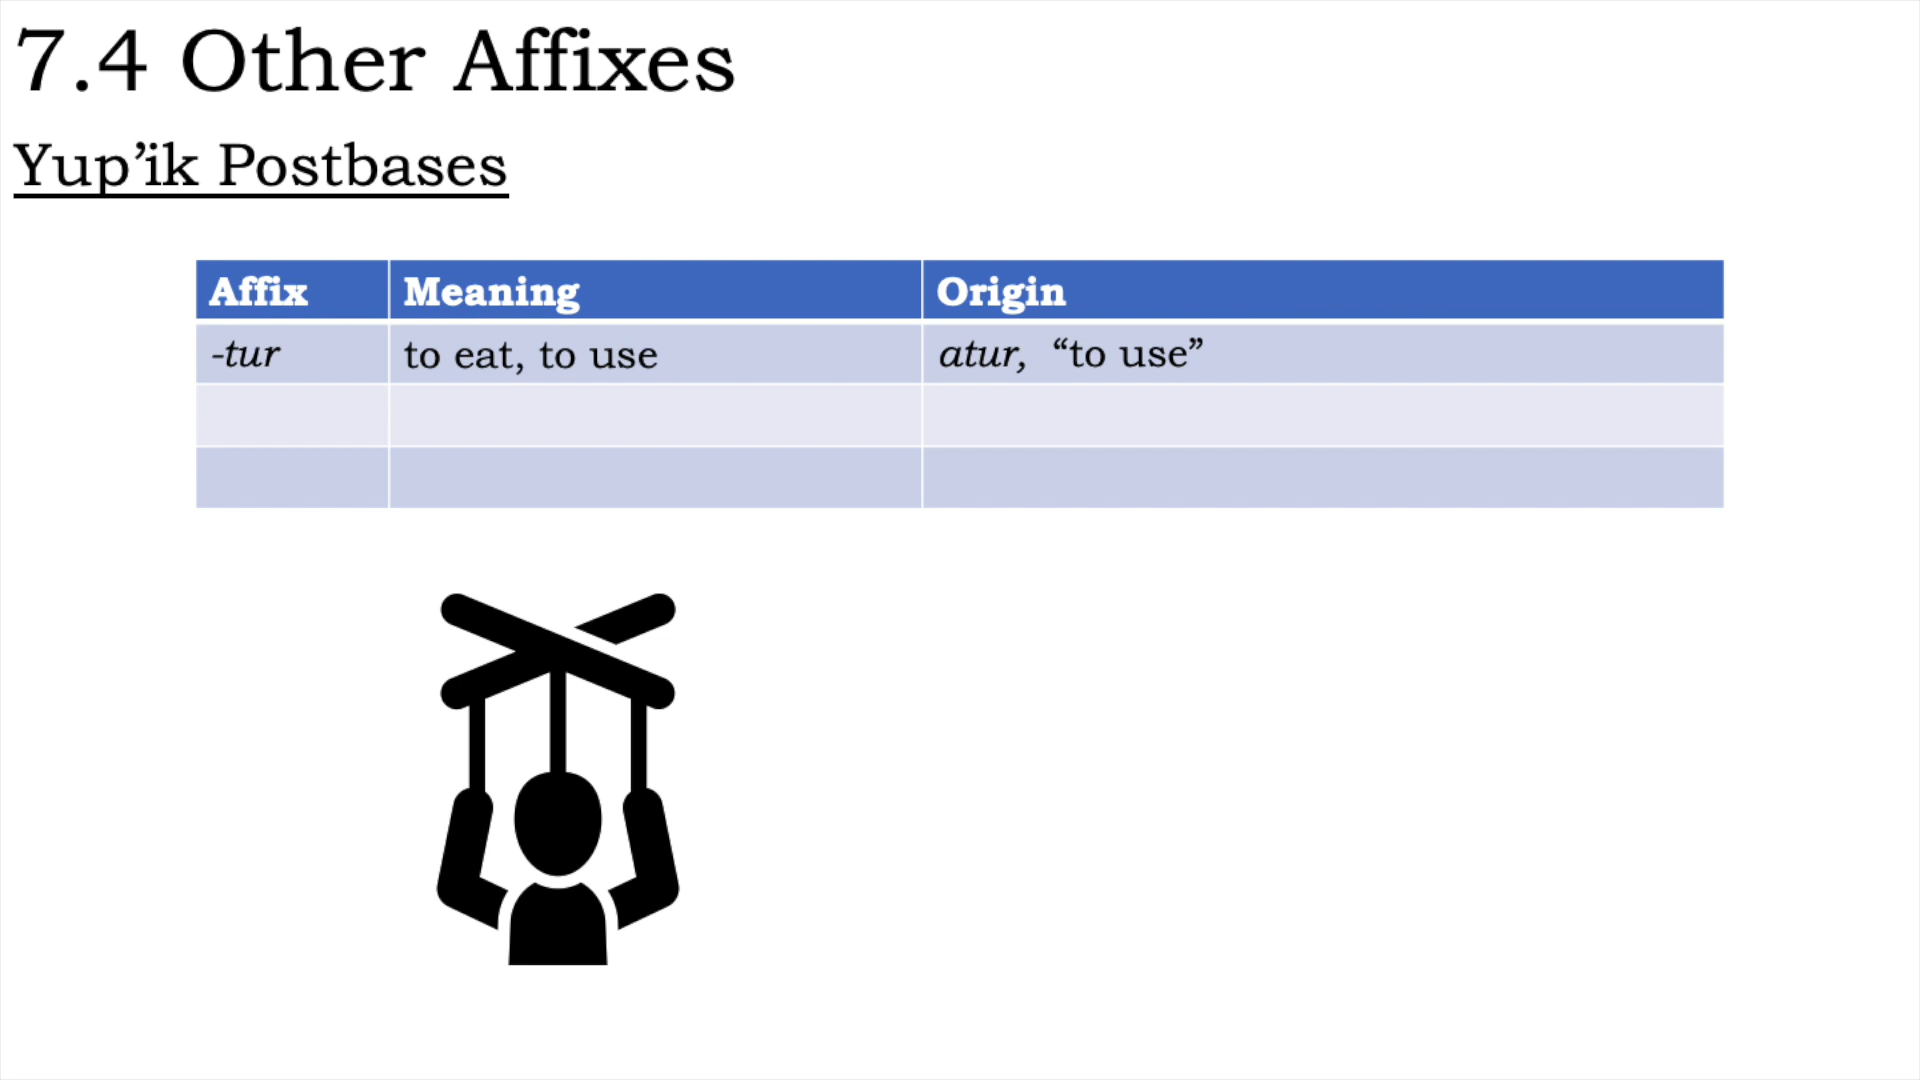 7.4 Other Affixes
Yup’ik Postbases
Affix Meaning Origin
-tur to eat, to use atur, “to use”